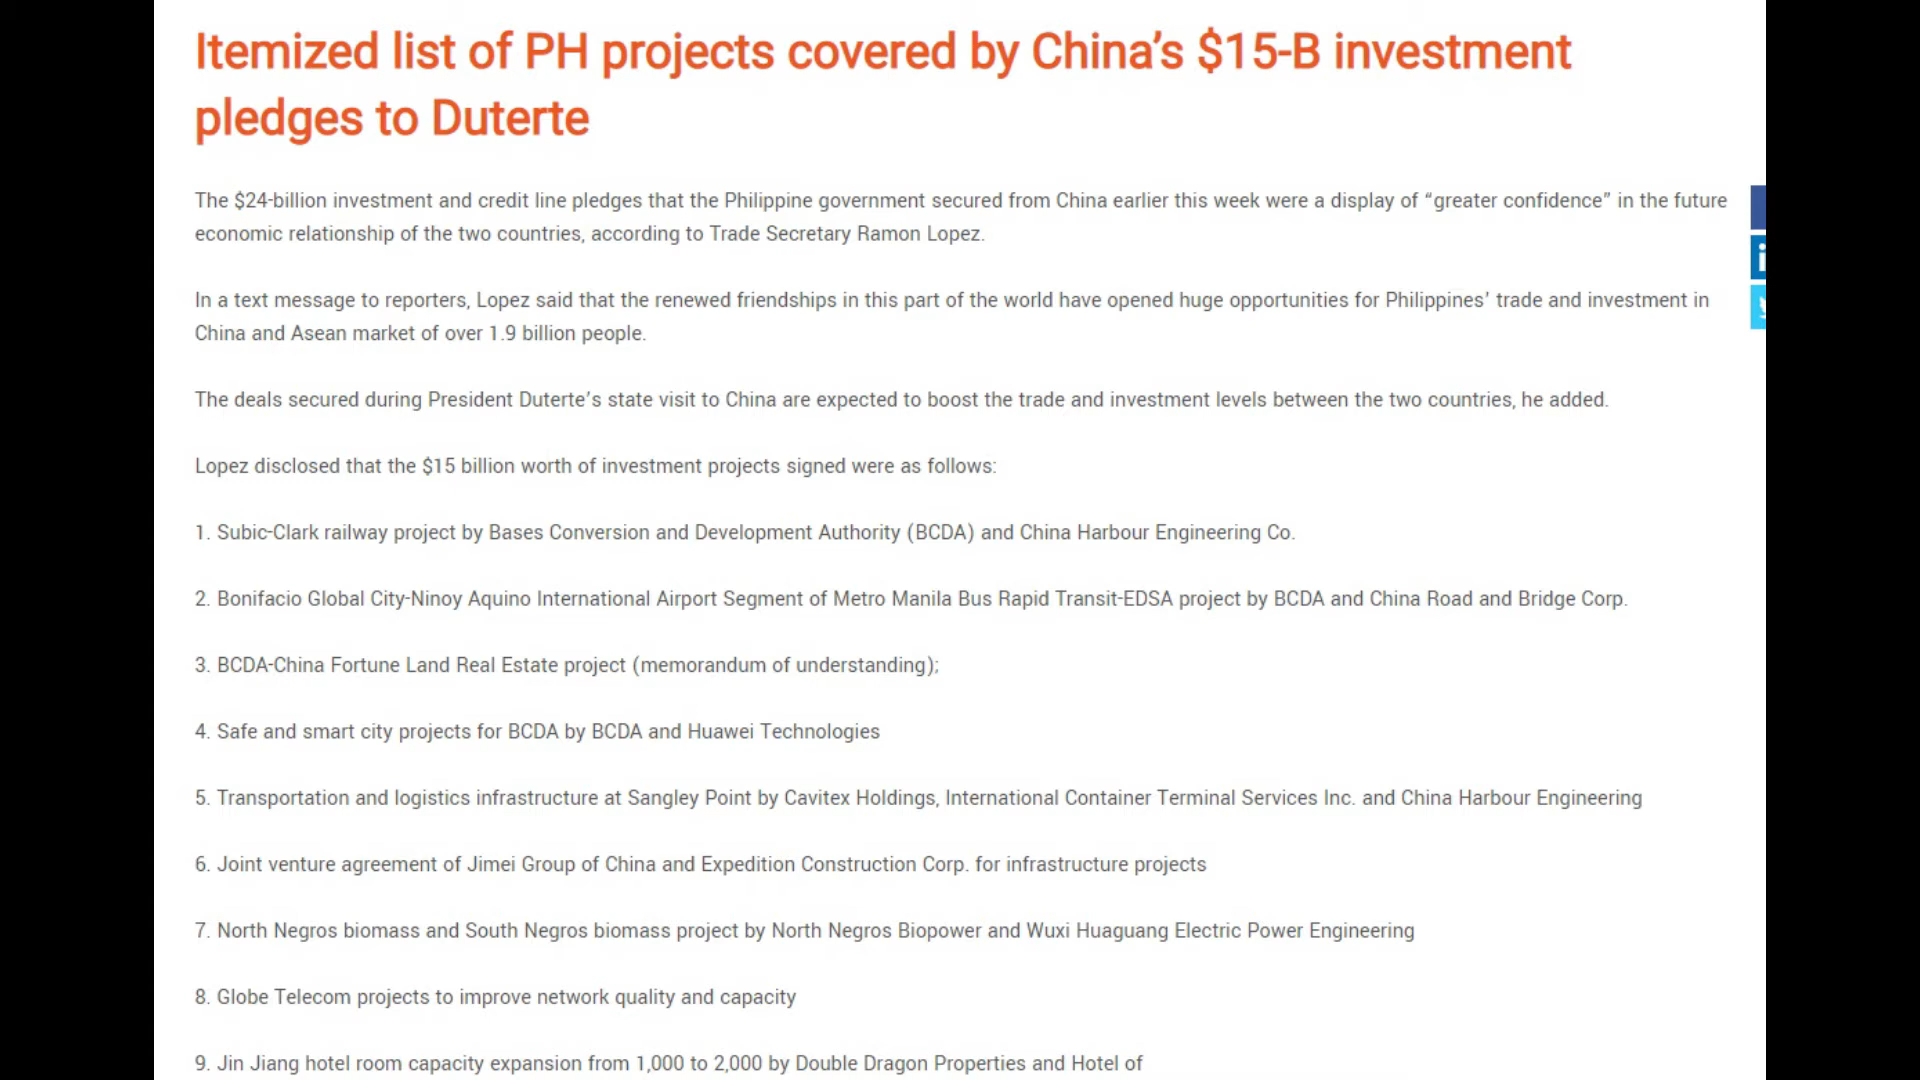 Itemized list of PH projects covered by China’s $15-B investment
pledges to Duterte
The $24-billion investment and credit line pledges that the Philippine government secured from China earlier this week were a display of “greater confidence” in the future
economic relationship of the two countries, according to Trade Secretary Ramon Lopez.
In a text message to reporters, Lopez said that the renewed friendships in this part of the world have opened huge opportunities for Philippines’ trade and investment in
China and Asean market of over 1.9 billion people.
The deals secured during President Duterte’s state visit to China are expected to boost the trade and investment levels between the two countries, he added.
Lopez disclosed that the $15 billion worth of investment projects signed were as follows:
1. Subic-Clark railway project by Bases Conversion and Development Authority (BCDA) and China Harbour Engineering Co.
2. Bonifacio Global City-Ninoy Aquino International Airport Segment of Metro Manila Bus Rapid Transit-EDSA project by BCDA and China Road and Bridge Corp.
3. BCDA-China Fortune Land Real Estate project (memorandum of understanding);
4. Safe and smart city projects for BCDA by BCDA and Huawei Technologies
5. Transportation and logistics infrastructure at Sangley Point by Cavitex Holdings, International Container Terminal Services Inc. and China Harbour Engineering
6. Joint venture agreement of Jimei Group of China and Expedition Construction Corp. for infrastructure projects
7. North Negros biomass and South Negros biomass project by North Negros Biopower and Wuxi Huaguang Electric Power Engineering
8. Globe Telecom projects to improve network quality and capacity
9. Jin Jiang hotel room capacity expansion from 1,000 to 2,000 by Double Dragon Properties and Hotel of